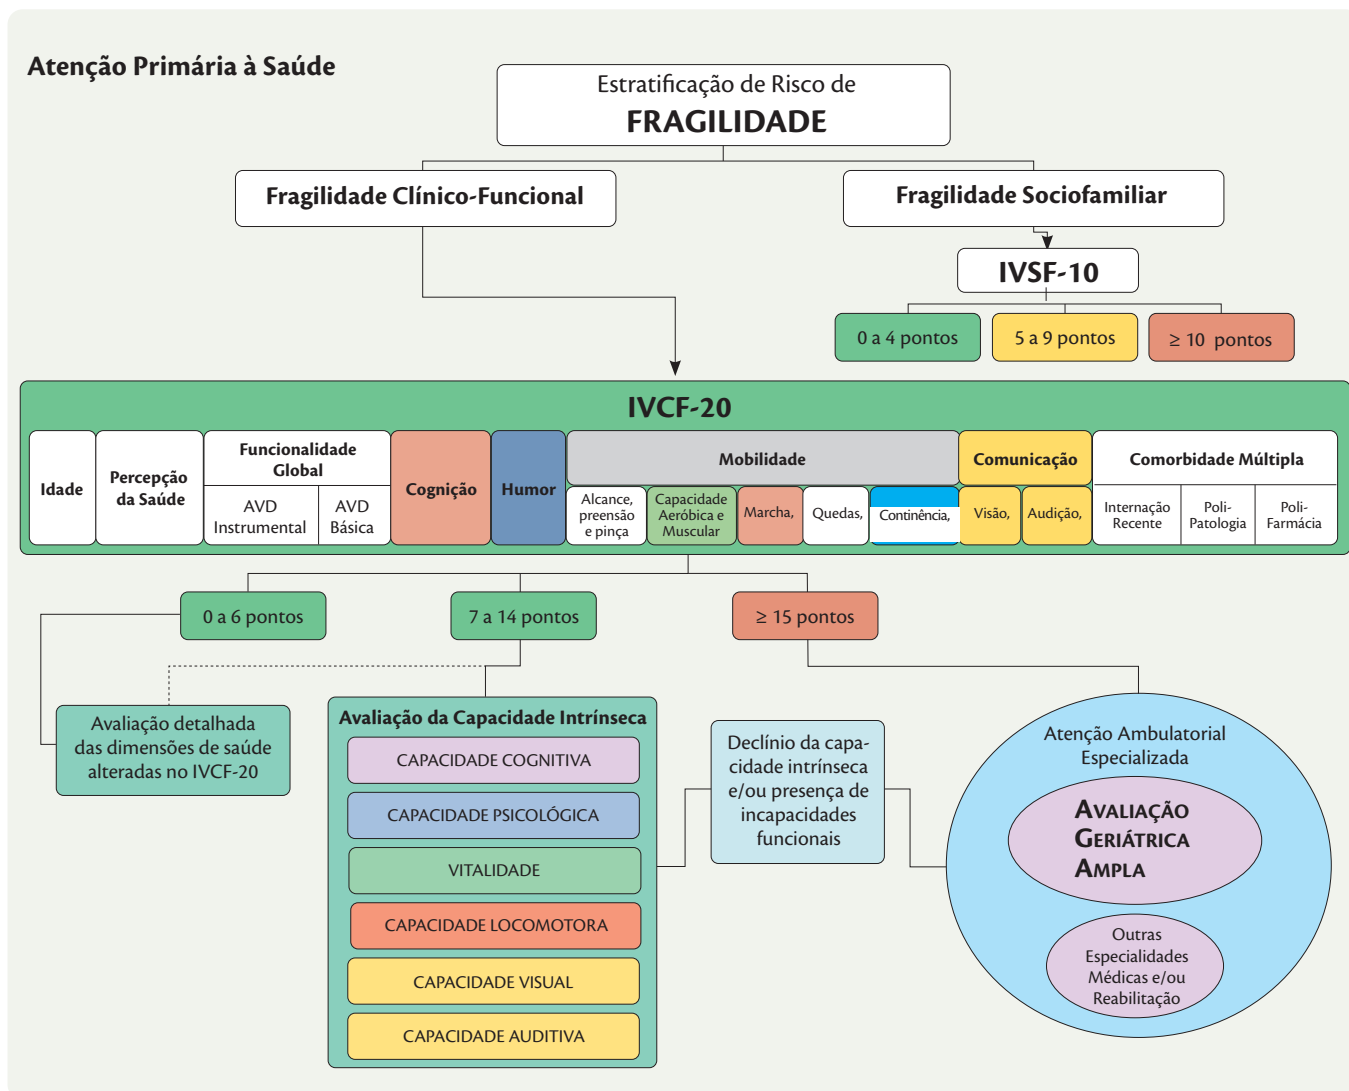 Atenção Primária à Saúde
Estratificação de Risco de
FRAGILIDADE
Fragilidade Clínico-Funcional
Fragilidade Sociofamiliar
IVSF-10
0 a 4 pontos
5 a 9 pontos
≥ 10 pontos
IVCF-20
Idade
Percepção
da Saúde
Funcionalidade
Global
AVD
Instrumental
AVD
Básica
Cognição
Humor
Mobilidade
Alcance,
preensão
e pinça
Capacidade
Aeróbica e
Muscular
Marcha,
Quedas,
Continência,
Comunicação
Visão,
Audição,
Comorbidade Múltipla
Internação
Recente
Poli-
Patologia
Poli-
Farmácia
0 a 6 pontos
7 a 14 pontos
≥ 15 pontos
Avaliação detalhada
das dimensões de saúde
alteradas no IVCF-20
Avaliação da Capacidade Intrínseca
CAPACIDADE COGNITIVA
CAPACIDADE PSICOLÓGICA
VITALIDADE
CAPACIDADE LOCOMOTORA
CAPACIDADE VISUAL
CAPACIDADE AUDITIVA
Declínio da capa-
cidade intrínseca
e/ou presença de
incapacidades
funcionais
Atenção Ambulatorial
Especializada
AVALIAÇÃO
GERIÁTRICA
AMPLA
Outras
Especialidades
Médicas e/ou
Reabilitação